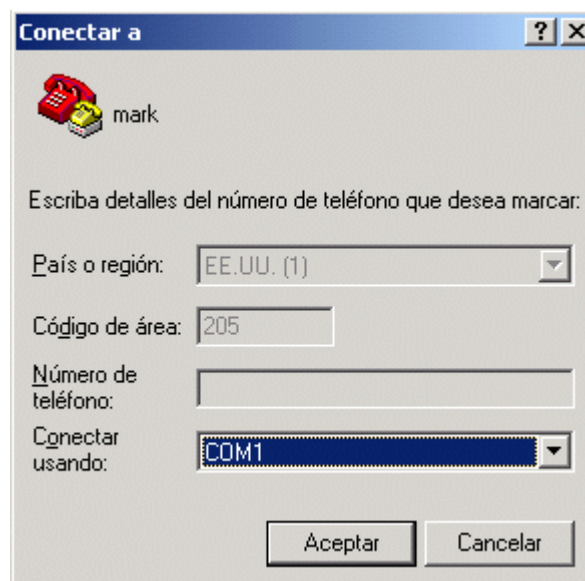 Conectar a
mark
Escriba detalles del número de teléfono que desea marcar:
País o región: EE.UU. (1)
Código de área: 205
Número de
teléfono:
Conectar
usando: COM1
Aceptar Cancelar